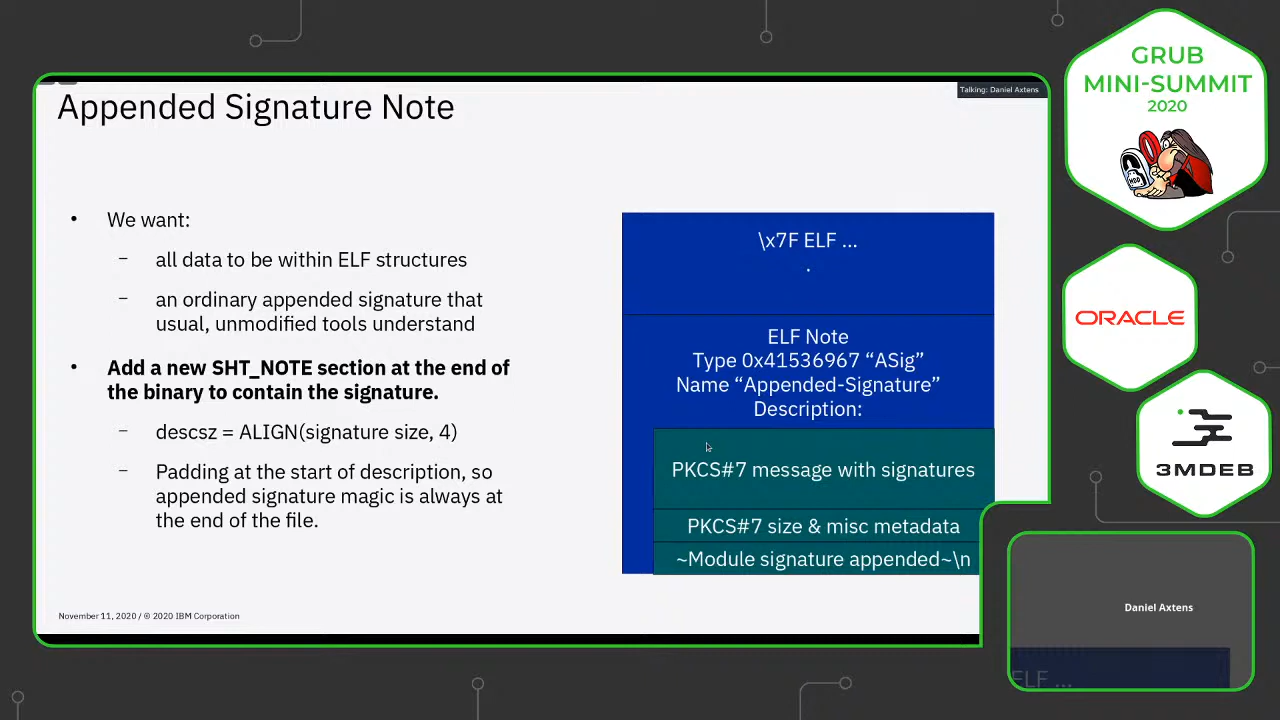 Appended Signature Note
Talking: Daniel Axtens
• We want:
– all data to be within ELF structures
– an ordinary appended signature that
usual, unmodified tools understand
• Add a new SHT_NOTE section at the end of
the binary to contain the signature.
– descsz = ALIGN(signature size, 4)
– Padding at the start of description, so
appended signature magic is always at
the end of the file.
\x7F ELF ...
.
ELF Note
Type 0x41536967 “ASig”
Name “Appended-Signature”
Description:
PKCS#7 message with signatures
PKCS#7 size & misc metadata
~Module signature appended~\n
November 11, 2020 / © 2020 IBM Corporation
GRUB
MINI-SUMMIT
2020
ORACLE
3MDEB
Daniel Axtens
ELF ...